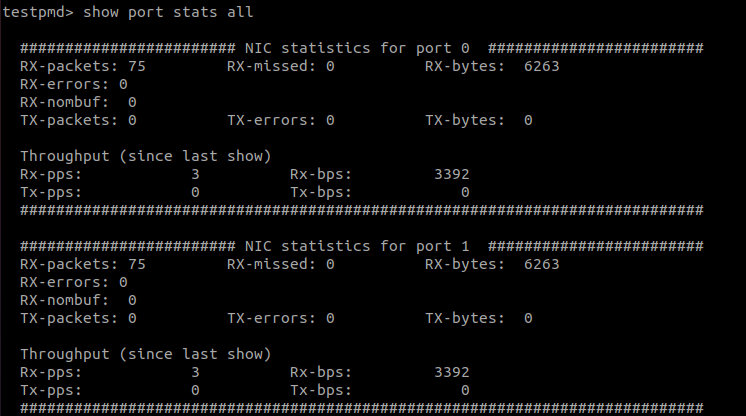 testpmd> show port stats all
######################## NIC statistics for port 0 ########################
RX-packets: 75 RX-missed: 0 RX-bytes: 6263
RX-errors: 0
RX-nombuf: 0
TX-packets: 0 TX-errors: 0 TX-bytes: 0
Throughput (since last show)
Rx-pps: 3 Rx-bps: 3392
Tx-pps: 0 Tx-bps: 0
############################################################################
######################## NIC statistics for port 1 ########################
RX-packets: 75 RX-missed: 0 RX-bytes: 6263
RX-errors: 0
RX-nombuf: 0
TX-packets: 0 TX-errors: 0 TX-bytes: 0
Throughput (since last show)
Rx-pps: 3 Rx-bps: 3392
Tx-pps: 0 Tx-bps: 0
############################################################################